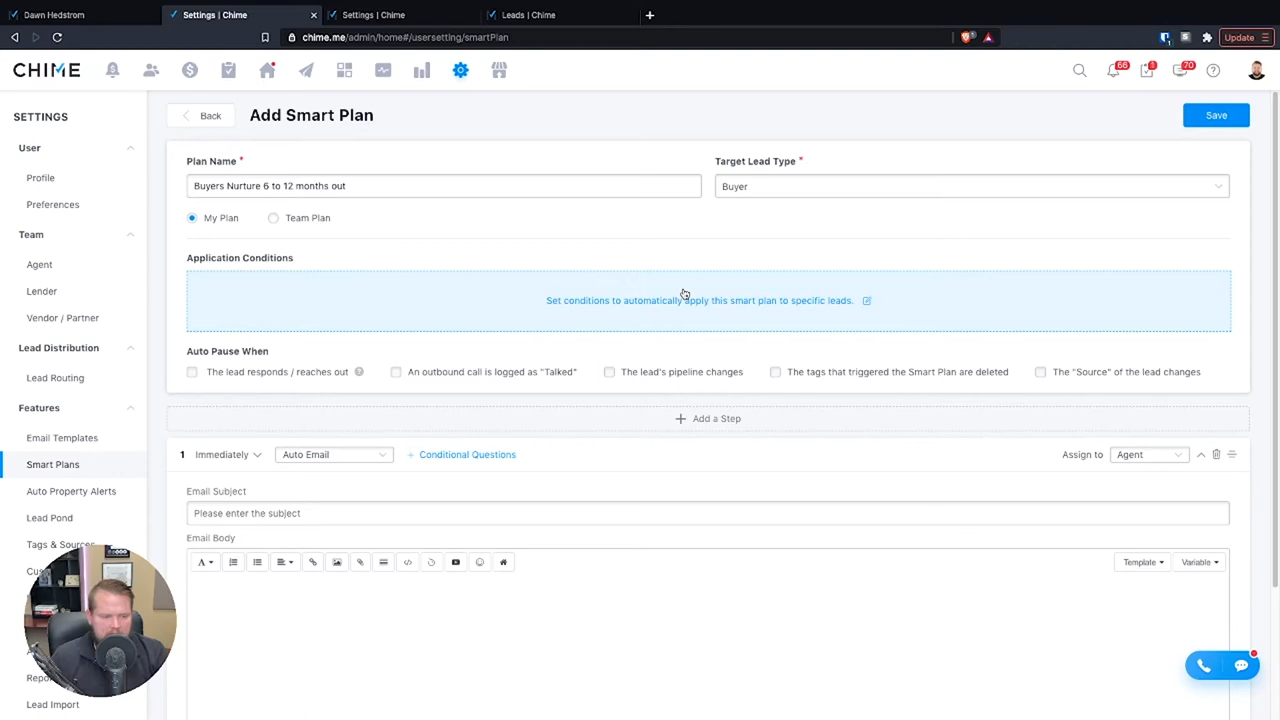 Dawn Hedstrom
Settings | Chime
Settings | Chime
Leads | Chime
chime.me/admin/home#/usersetting/smartPlan
Update
CHIME
66
70
SETTINGS
User
Profile
Preferences
Team
Agent
Lender
Vendor / Partner
Lead Distribution
Lead Routing
Features
Email Templates
Smart Plans
Auto Property Alerts
Lead Pond
Tags &
Lead Import
Back
Add Smart Plan
Save
Plan Name *
Buyers Nurture 6 to 12 months out
Target Lead Type *
Buyer
My Plan
Team Plan
Application Conditions
Set conditions to automatically apply this smart plan to specific leads.
Auto Pause When
The lead responds / reaches out
An outbound call is logged as "Talked"
The lead's pipeline changes
The tags that triggered the Smart Plan are deleted
The "Source" of the lead changes
+ Add a Step
1 Immediately
Auto Email
+ Conditional Questions
Assign to
Agent
Email Subject
Please enter the subject
Email Body
A
Template
Variable